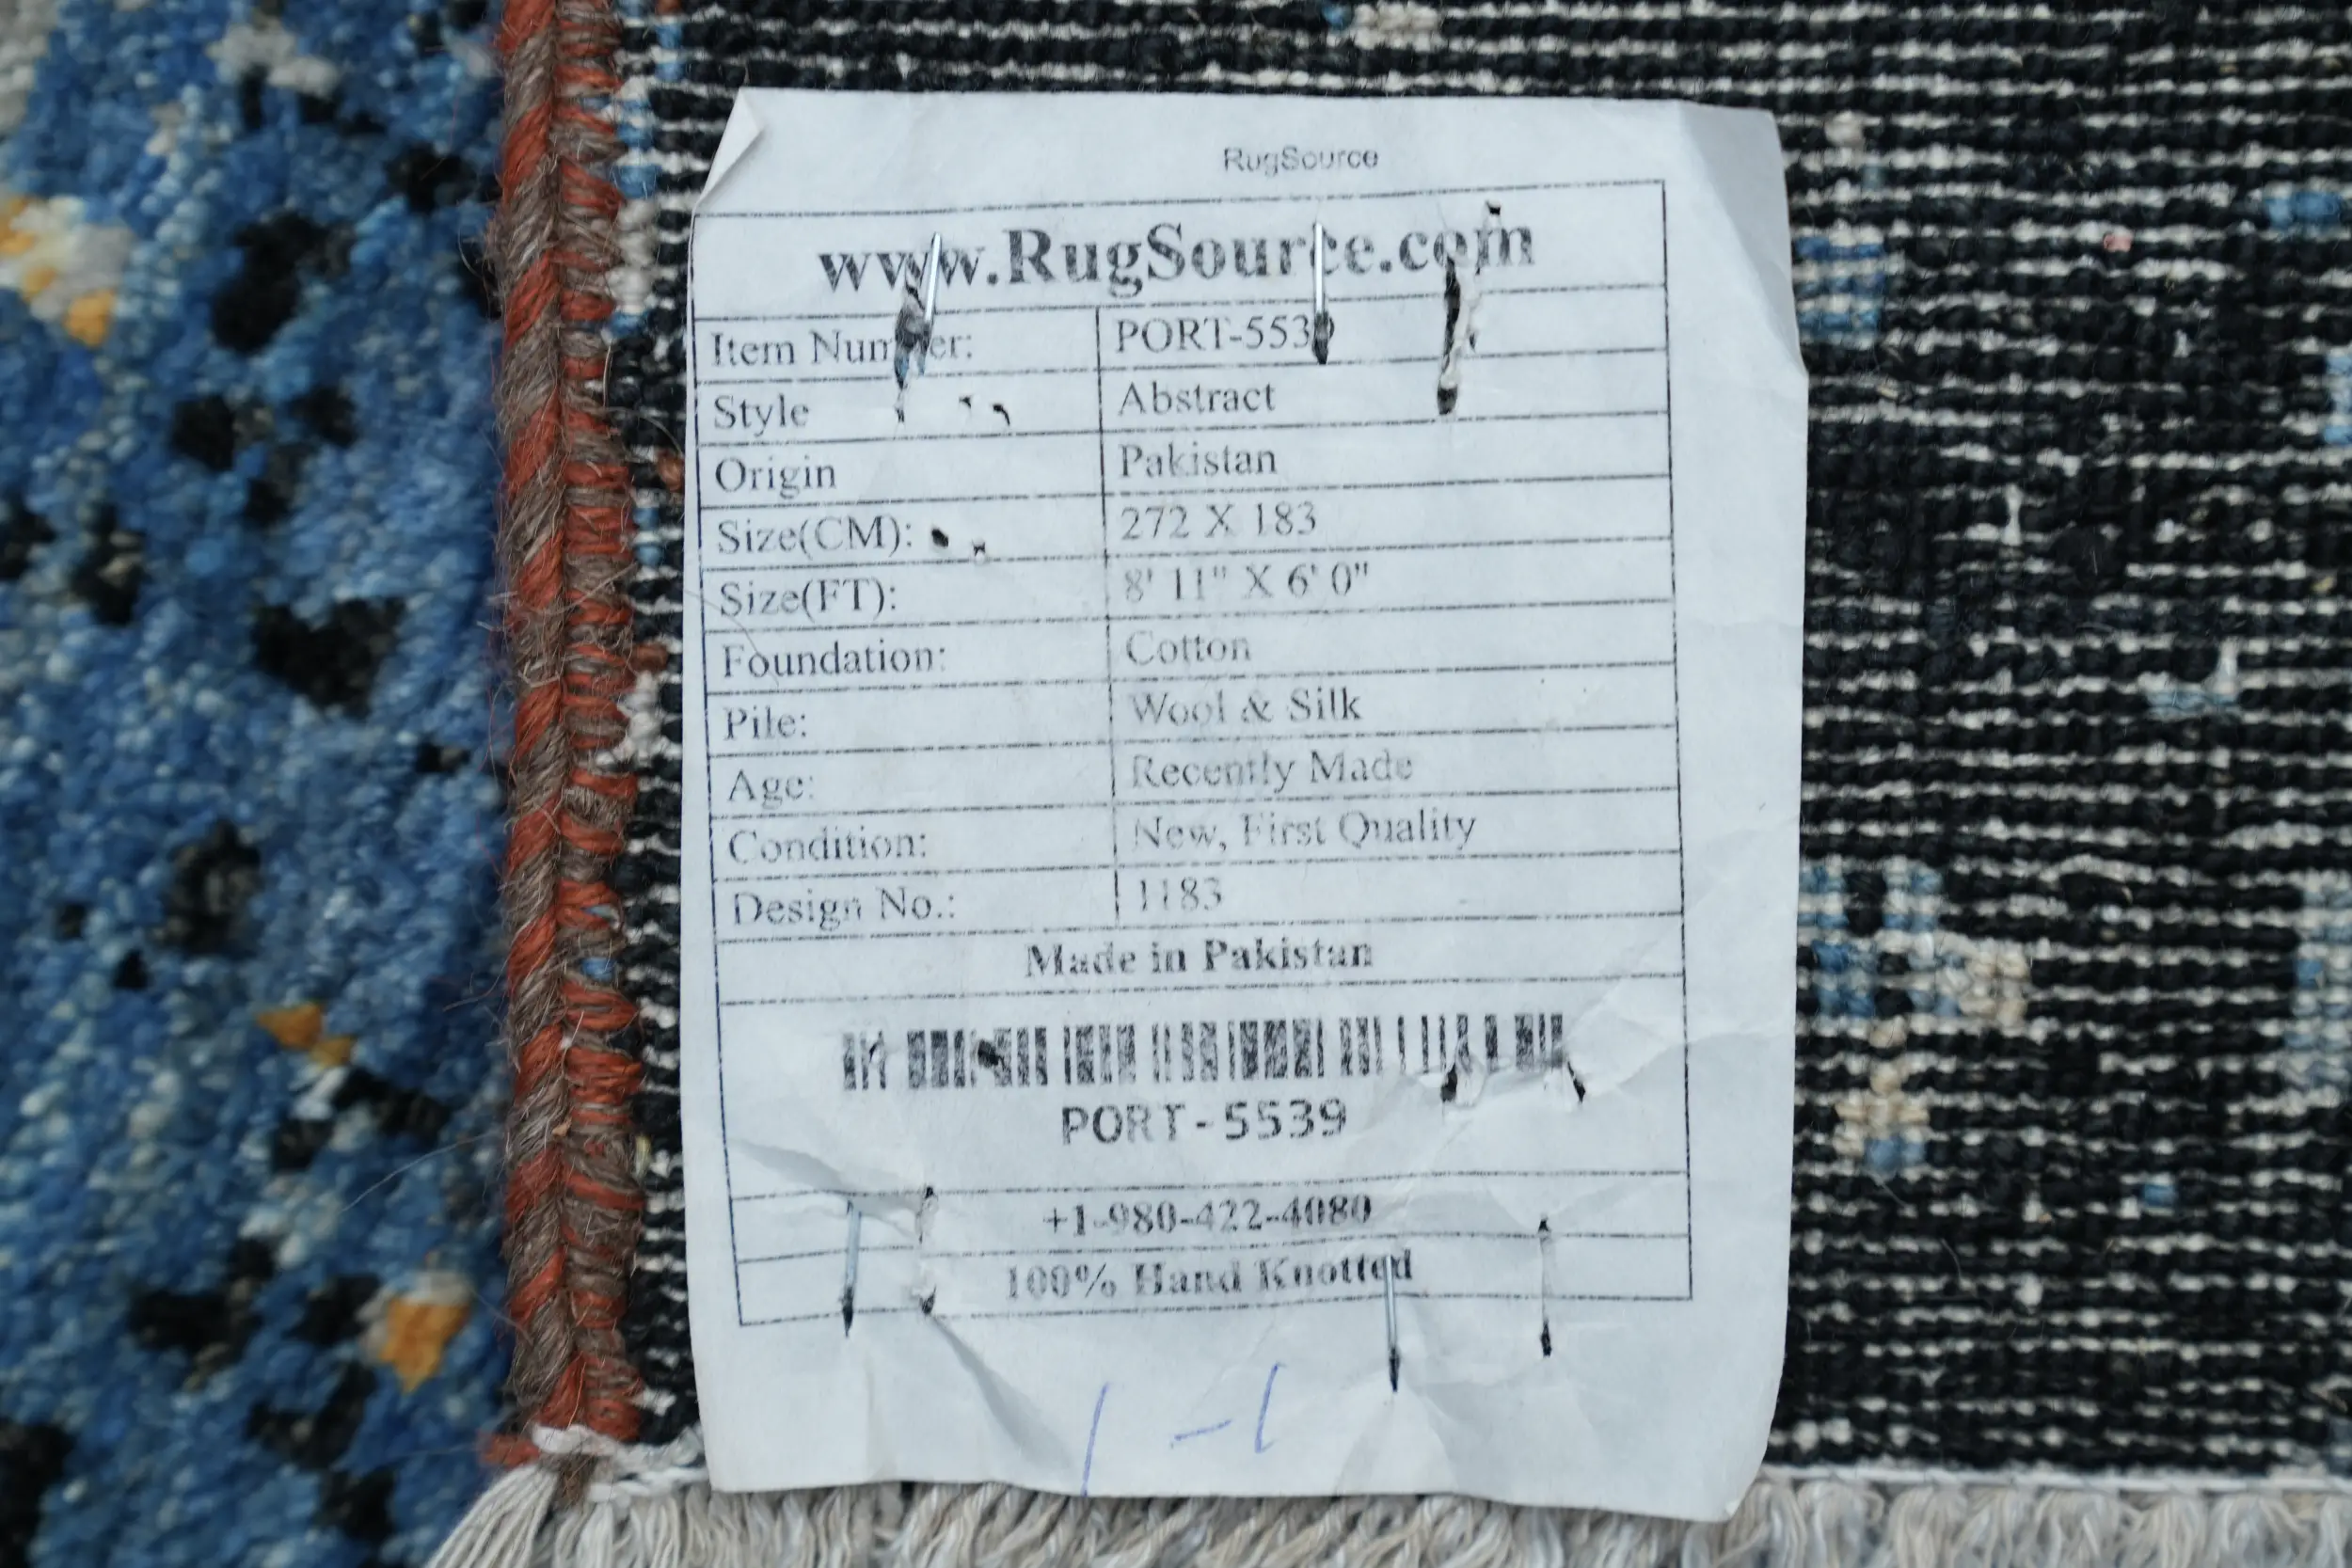 RugSource
www.RugSource.com
Item Number: PORT-5539
Style Abstract
Origin Pakistan
Size(CM): 272 X 183
Size(FT): 8' 11" X 6' 0"
Foundation: Cotton
Pile: Wool & Silk
Age: Recently Made
Condition: New, First Quality
Design No.: 1183
Made in Pakistan
PORT-5539
+1-980-422-4080
100% Hand Knotted
1 - 1